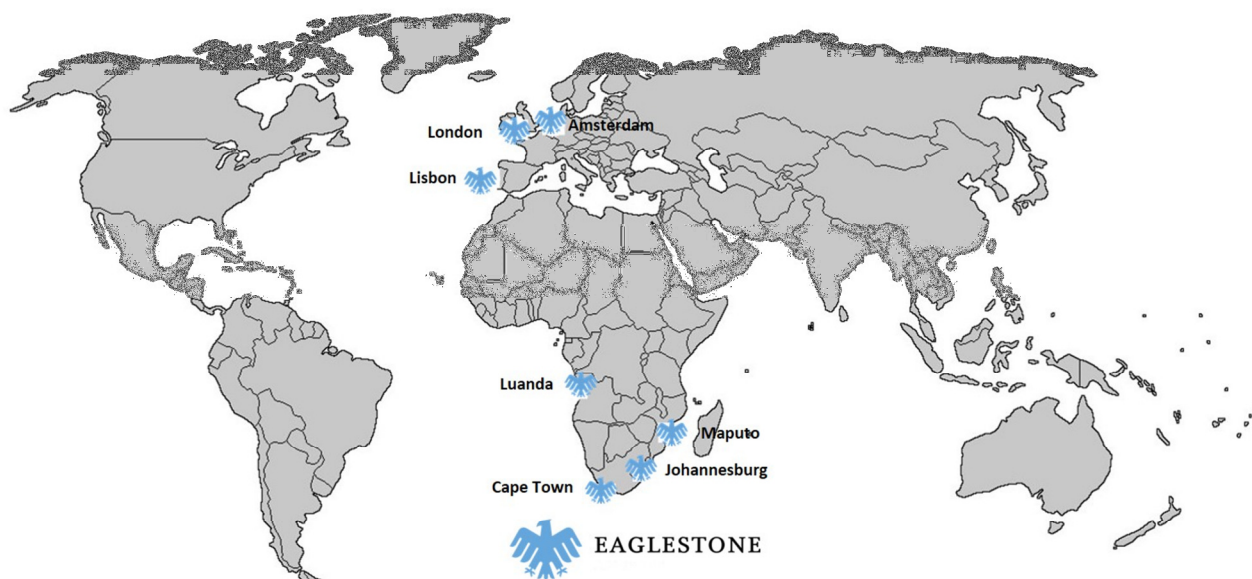 London
Amsterdam
Lisbon
Luanda
Maputo
Johannesburg
Cape Town
EAGLESTONE